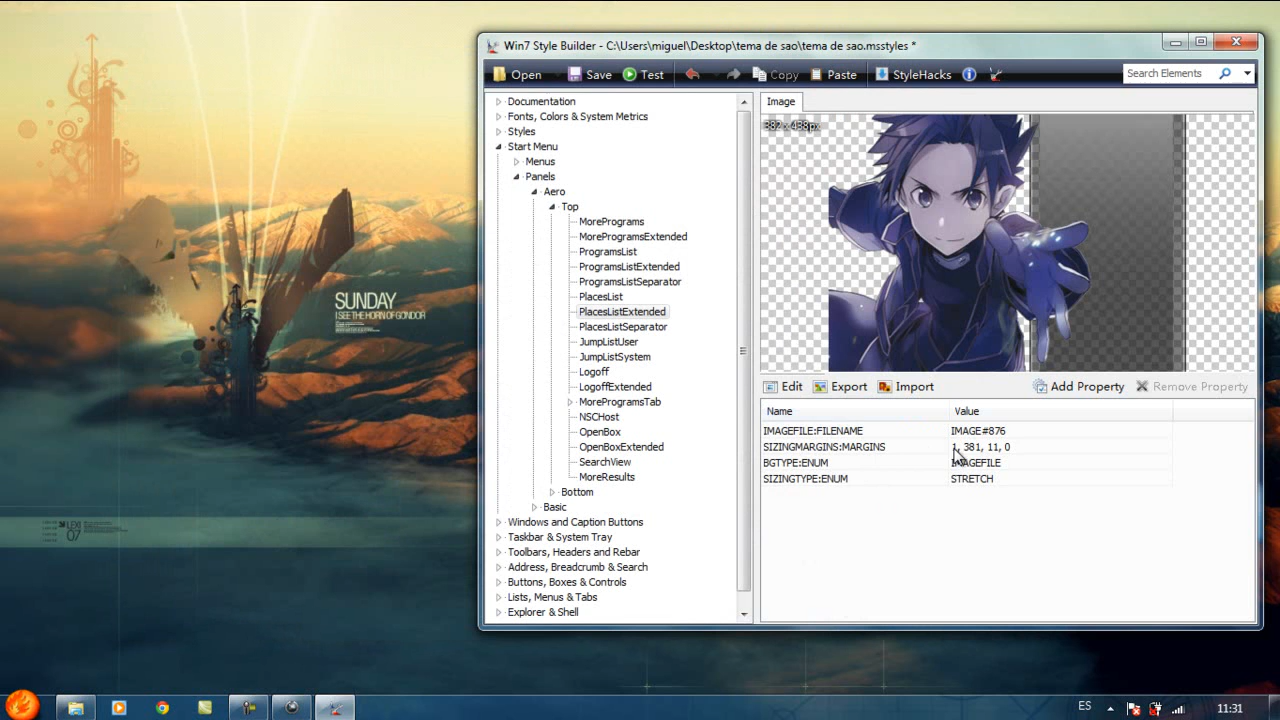 Win7 Style Builder - C:\Users\miguel\Desktop\tema de sao\tema de sao.msstyles *
Open Save Test Copy Paste StyleHacks Search Elements
Documentation
Fonts, Colors & System Metrics
Styles
Start Menu
Menus
Panels
Aero
Top
MorePrograms
MoreProgramsExtended
ProgramsList
ProgramsListExtended
ProgramsListSeparator
PlacesList
PlacesListExtended
PlacesListSeparator
JumpListUser
JumpListSystem
Logoff
LogoffExtended
MoreProgramsTab
NSCHost
OpenBox
OpenBoxExtended
SearchView
MoreResults
Bottom
Basic
Windows and Caption Buttons
Taskbar & System Tray
Toolbars, Headers and Rebar
Address, Breadcrumb & Search
Buttons, Boxes & Controls
Lists, Menus & Tabs
Explorer & Shell
Image
382 x 438px
Edit Export Import Add Property Remove Property
Name Value
IMAGEFILE:FILENAME IMAGE#876
SIZINGMARGINS:MARGINS 1, 381, 11, 0
BGTYPE:ENUM IMAGEFILE
SIZINGTYPE:ENUM STRETCH
SUNDAY
I SEE THE HORN OF GONDOR
07
ES 11:31